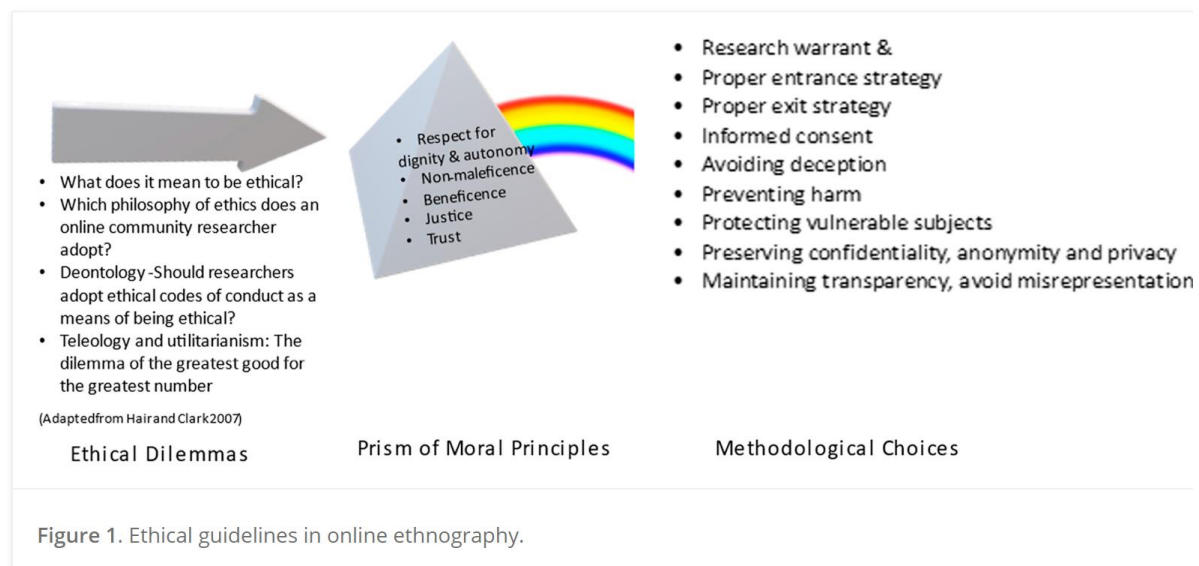 • What does it mean to be ethical?
• Which philosophy of ethics does an
online community researcher
adopt?
• Deontology -Should researchers
adopt ethical codes of conduct as a
means of being ethical?
• Teleology and utilitarianism: The
dilemma of the greatest good for
the greatest number
(Adaptedfrom Hairand Clark2007)
Ethical Dilemmas
• Respect for
dignity & autonomy
• Non-maleficence
• Beneficence
• Justice
• Trust
Prism of Moral Principles
• Research warrant &
• Proper entrance strategy
• Proper exit strategy
• Informed consent
• Avoiding deception
• Preventing harm
• Protecting vulnerable subjects
• Preserving confidentiality, anonymity and privacy
• Maintaining transparency, avoid misrepresentation
Methodological Choices
Figure 1. Ethical guidelines in online ethnography.